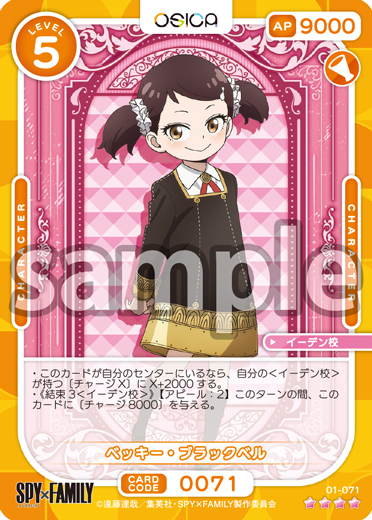 LEVEL
5
OSICA
AP 9000
CHARACTER
CHARACTER
sample
イーデン校
・このカードが自分のセンターにいるなら、自分の<イーデン校>
が持つ［チャージX］にX+2000する。
・《結束3<イーデン校>》【アピール：2】このターンの間、このカ
ードに［チャージ8000］を与える。
ベッキー・ブラックベル
SPY×FAMILY
CARD CODE 0071
01-071
©遠藤達哉／集英社・SPY×FAMILY製作委員会